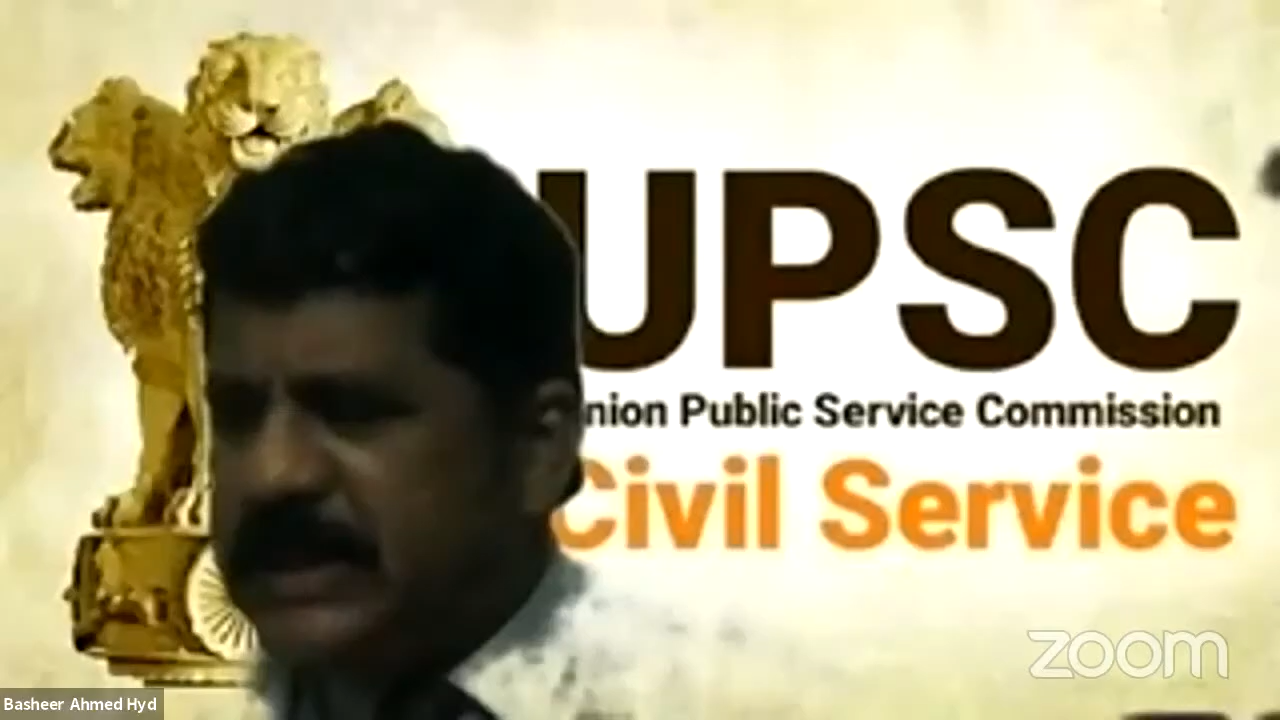 UPSC
nion Public Service Commission
Civil Service
zoom
Basheer Ahmed Hyd